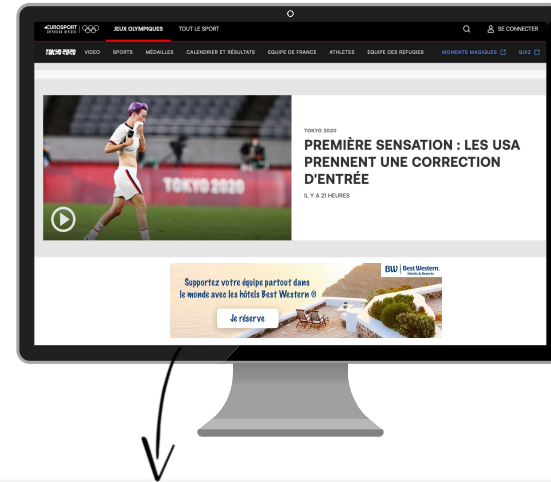 EUROSPORT
JEUX OLYMPIQUES
TOUT LE SPORT
SE CONNECTER
TOKYO 2020
VIDEO
SPORTS
MÉDAILLES
CALENDRIER ET RÉSULTATS
EQUIPE DE FRANCE
ATHLETES
EQUIPE DES REFUGIES
MOMENTS MAGIQUES
QUIZ
TOKYO 2020
TOKYO 2020
PREMIÈRE SENSATION : LES USA
PRENNENT UNE CORRECTION
D'ENTRÉE
IL Y A 21 HEURES
Supportez votre équipe partout dans
le monde avec les hôtels Best Western ®
Je réserve
BW Best Western
Hotels & Resorts